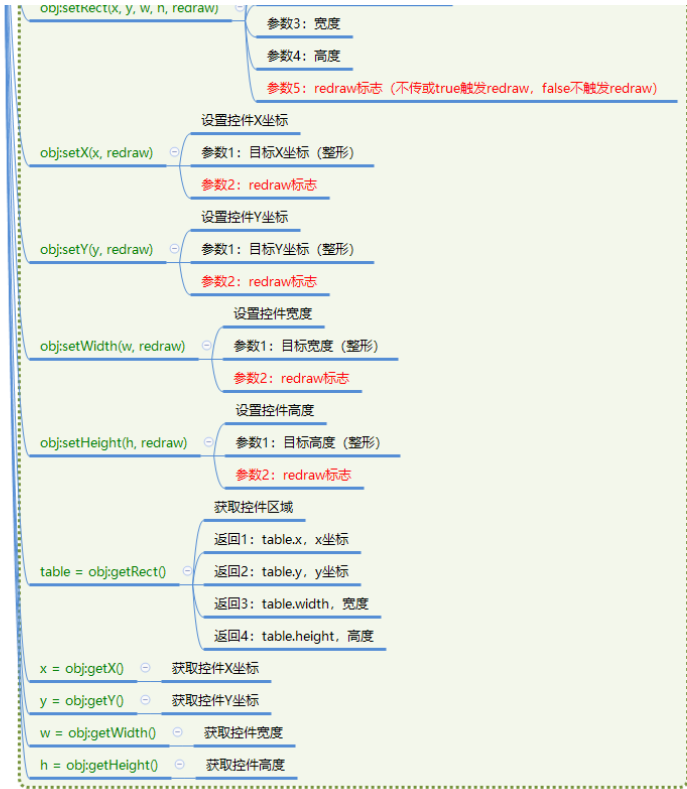 obj:setRect(x, y, w, h, redraw)
参数3：宽度
参数4：高度
参数5：redraw标志（不传或true触发redraw，false不触发redraw）
obj:setX(x, redraw)
设置控件X坐标
参数1：目标X坐标（整形）
参数2：redraw标志
obj:setY(y, redraw)
设置控件Y坐标
参数1：目标Y坐标（整形）
参数2：redraw标志
obj:setWidth(w, redraw)
设置控件宽度
参数1：目标宽度（整形）
参数2：redraw标志
obj:setHeight(h, redraw)
设置控件高度
参数1：目标高度（整形）
参数2：redraw标志
table = obj:getRect()
获取控件区域
返回1：table.x，x坐标
返回2：table.y，y坐标
返回3：table.width，宽度
返回4：table.height，高度
x = obj:getX()
获取控件X坐标
y = obj:getY()
获取控件Y坐标
w = obj:getWidth()
获取控件宽度
h = obj:getHeight()
获取控件高度